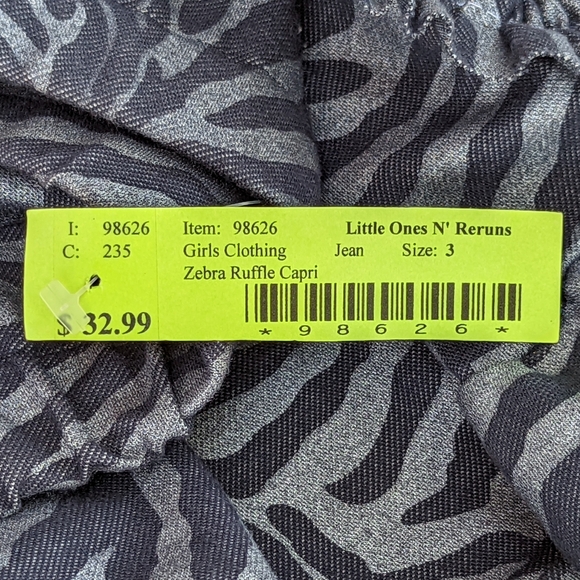 I: 98626 Item: 98626 Little Ones N' Reruns
C: 235 Girls Clothing Jean Size: 3
Zebra Ruffle Capri
$ 32.99
*98626*